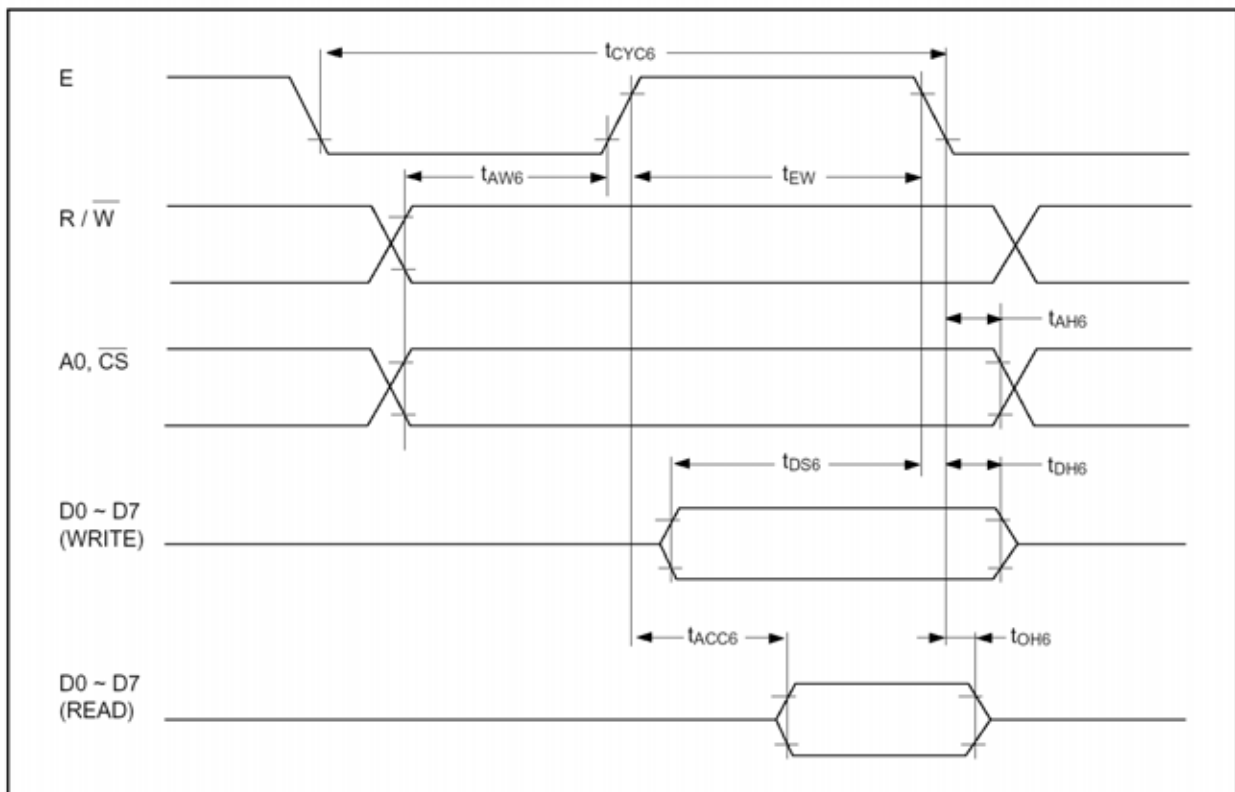 tCYC6
E
tAW6
tEW
R / W
tAH6
A0, CS
tDS6
tDH6
D0 ~ D7
(WRITE)
tACC6
tOH6
D0 ~ D7
(READ)